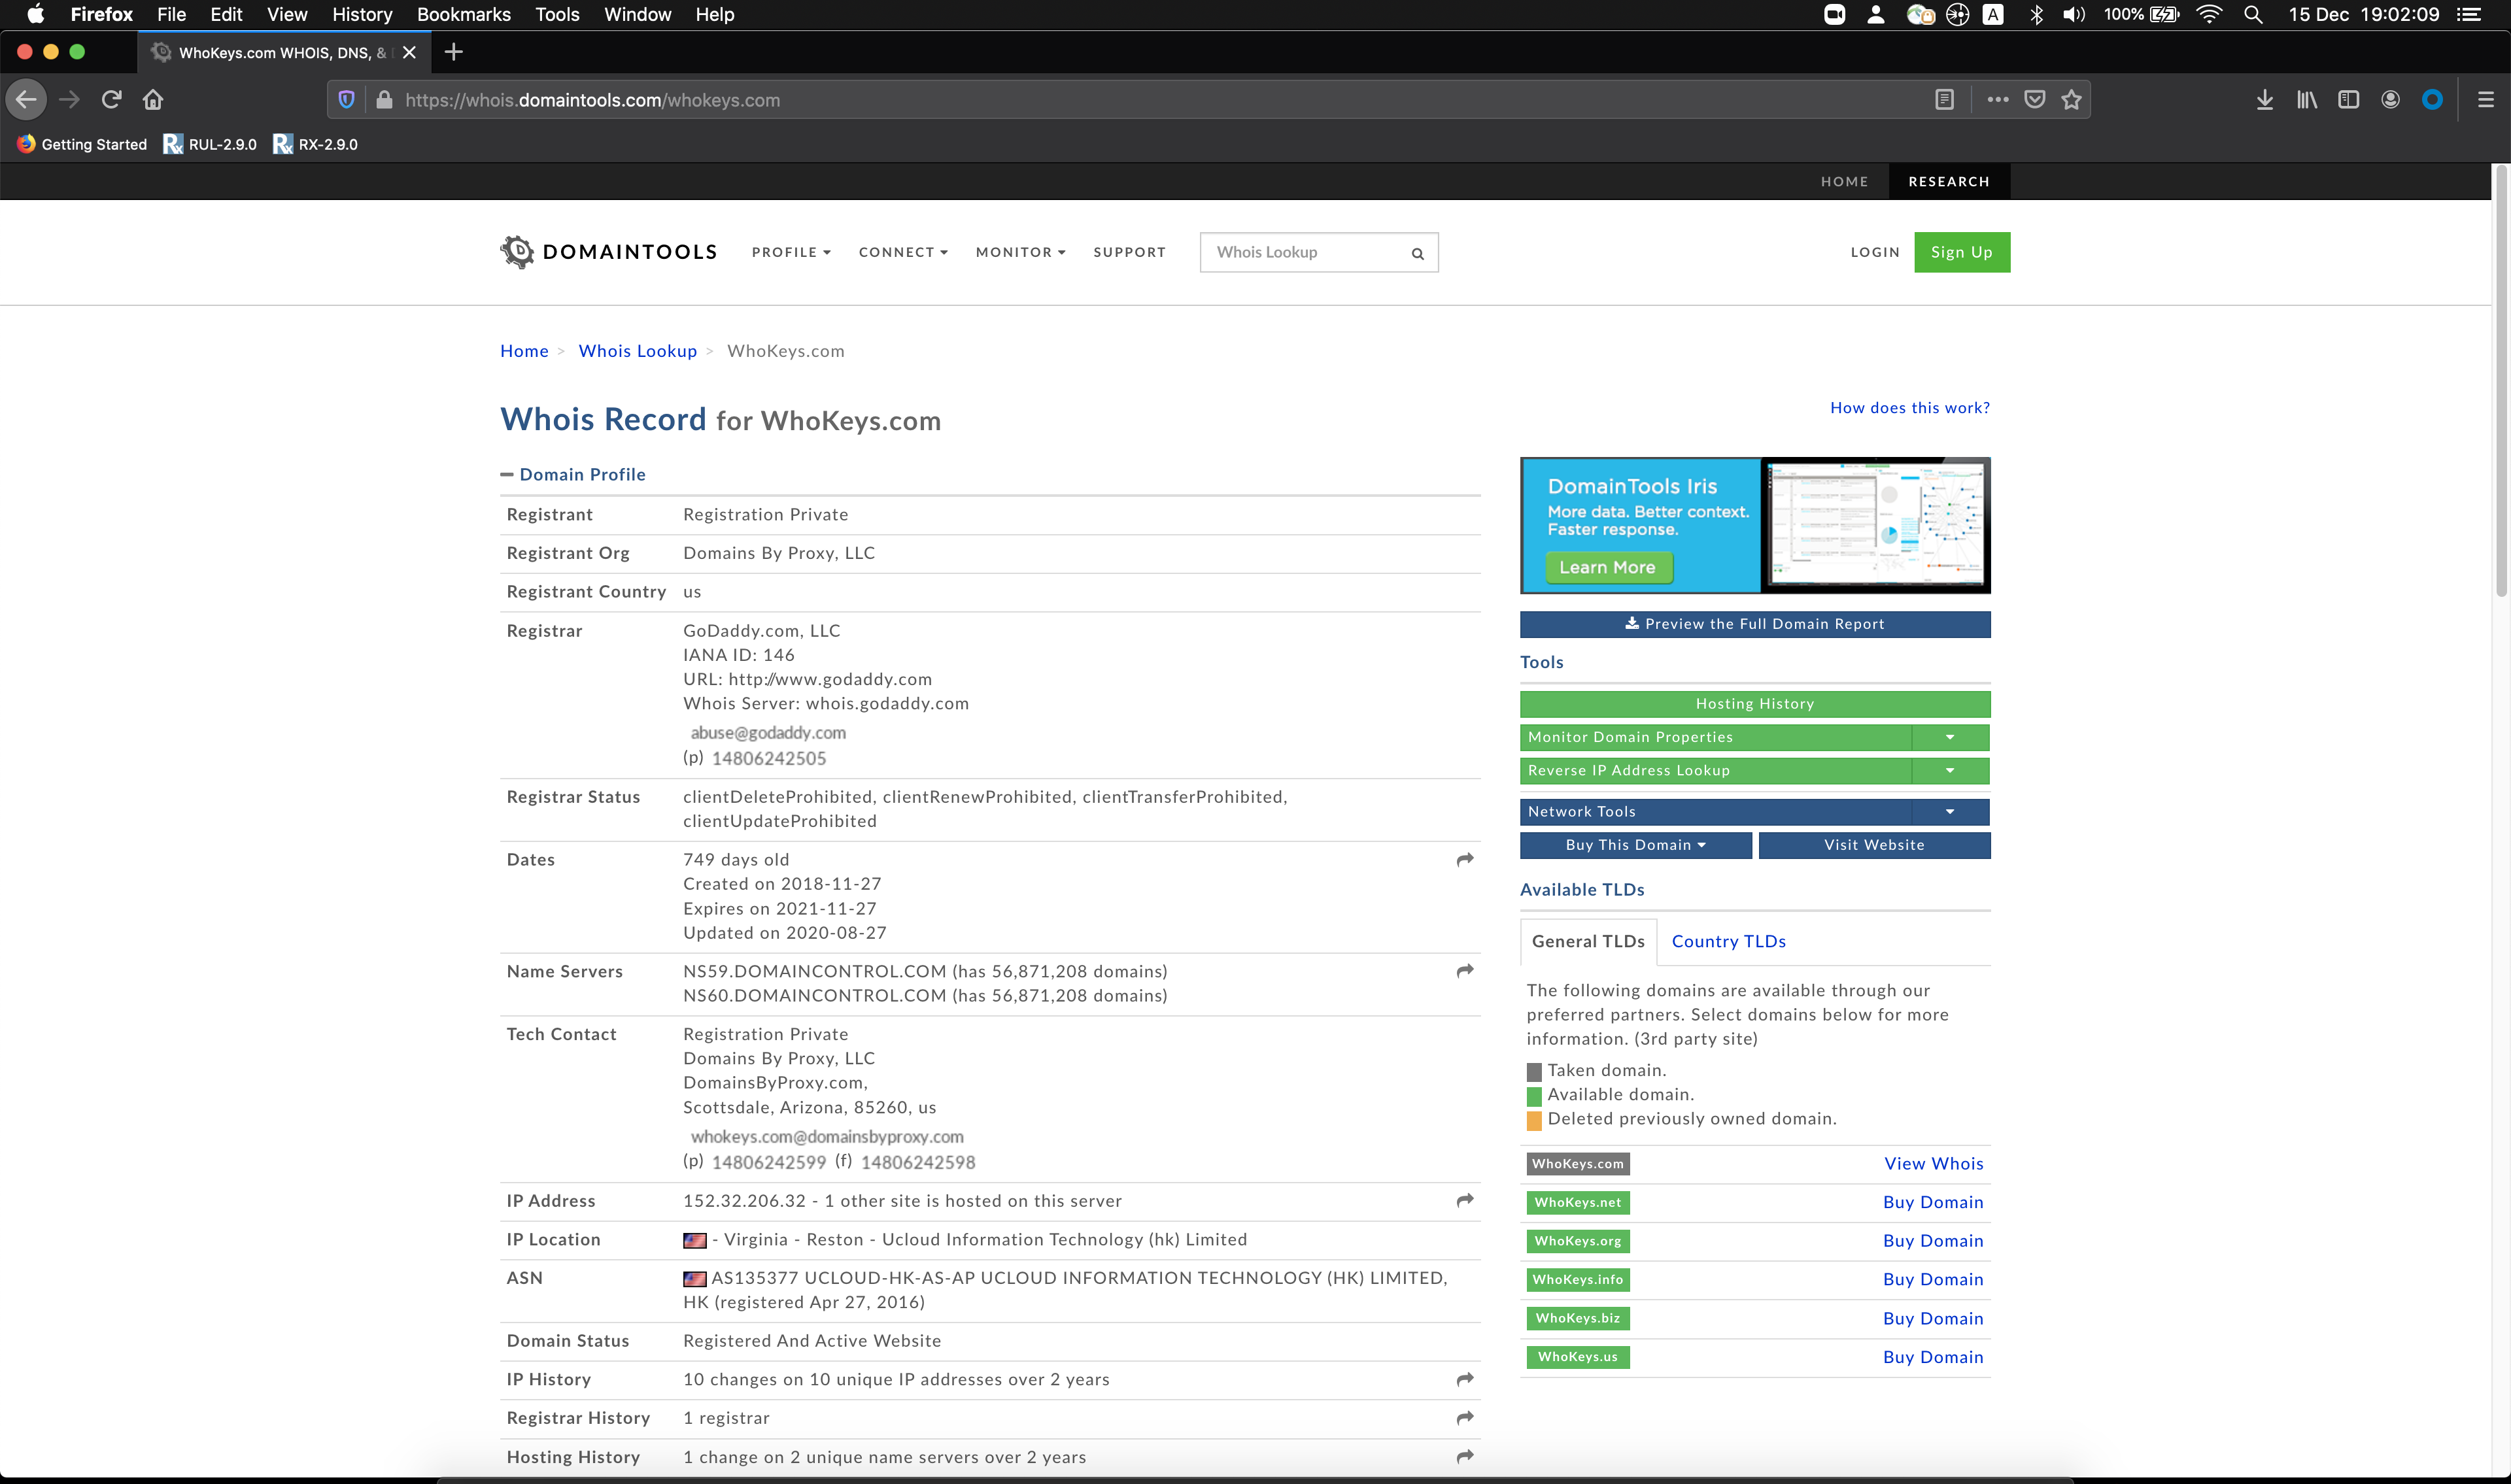 Firefox File Edit View History Bookmarks Tools Window Help
A 100% 15 Dec 19:02:09
WhoKeys.com WHOIS, DNS, &
https://whois.domaintools.com/whokeys.com
Getting Started RUL-2.9.0 RX-2.9.0
HOME RESEARCH
DOMAINTOOLS PROFILE CONNECT MONITOR SUPPORT Whois Lookup LOGIN Sign Up
Home > Whois Lookup > WhoKeys.com
Whois Record for WhoKeys.com
How does this work?
Domain Profile
Registrant Registration Private
Registrant Org Domains By Proxy, LLC
Registrant Country us
Registrar GoDaddy.com, LLC
IANA ID: 146
URL: http://www.godaddy.com
Whois Server: whois.godaddy.com
abuse@godaddy.com
(p) 14806242505
Registrar Status clientDeleteProhibited, clientRenewProhibited, clientTransferProhibited,
clientUpdateProhibited
Dates 749 days old
Created on 2018-11-27
Expires on 2021-11-27
Updated on 2020-08-27
Name Servers NS59.DOMAINCONTROL.COM (has 56,871,208 domains)
NS60.DOMAINCONTROL.COM (has 56,871,208 domains)
Tech Contact Registration Private
Domains By Proxy, LLC
DomainsByProxy.com,
Scottsdale, Arizona, 85260, us
whokeys.com@domainsbyproxy.com
(p) 14806242599 (f) 14806242598
IP Address 152.32.206.32 - 1 other site is hosted on this server
IP Location - Virginia - Reston - Ucloud Information Technology (hk) Limited
ASN AS135377 UCLOUD-HK-AS-AP UCLOUD INFORMATION TECHNOLOGY (HK) LIMITED,
HK (registered Apr 27, 2016)
Domain Status Registered And Active Website
IP History 10 changes on 10 unique IP addresses over 2 years
Registrar History 1 registrar
Hosting History 1 change on 2 unique name servers over 2 years
DomainTools Iris
More data. Better context.
Faster response.
Learn More
Preview the Full Domain Report
Tools
Hosting History
Monitor Domain Properties
Reverse IP Address Lookup
Network Tools
Buy This Domain Visit Website
Available TLDs
General TLDs Country TLDs
The following domains are available through our
preferred partners. Select domains below for more
information. (3rd party site)
Taken domain.
Available domain.
Deleted previously owned domain.
WhoKeys.com View Whois
WhoKeys.net Buy Domain
WhoKeys.org Buy Domain
WhoKeys.info Buy Domain
WhoKeys.biz Buy Domain
WhoKeys.us Buy Domain